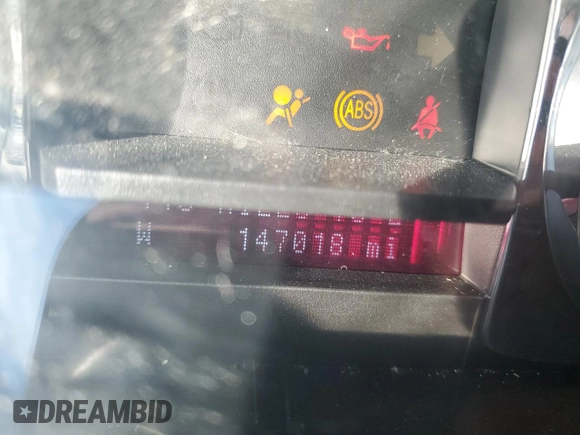 ABS
W 147018 mi
DREAMBID